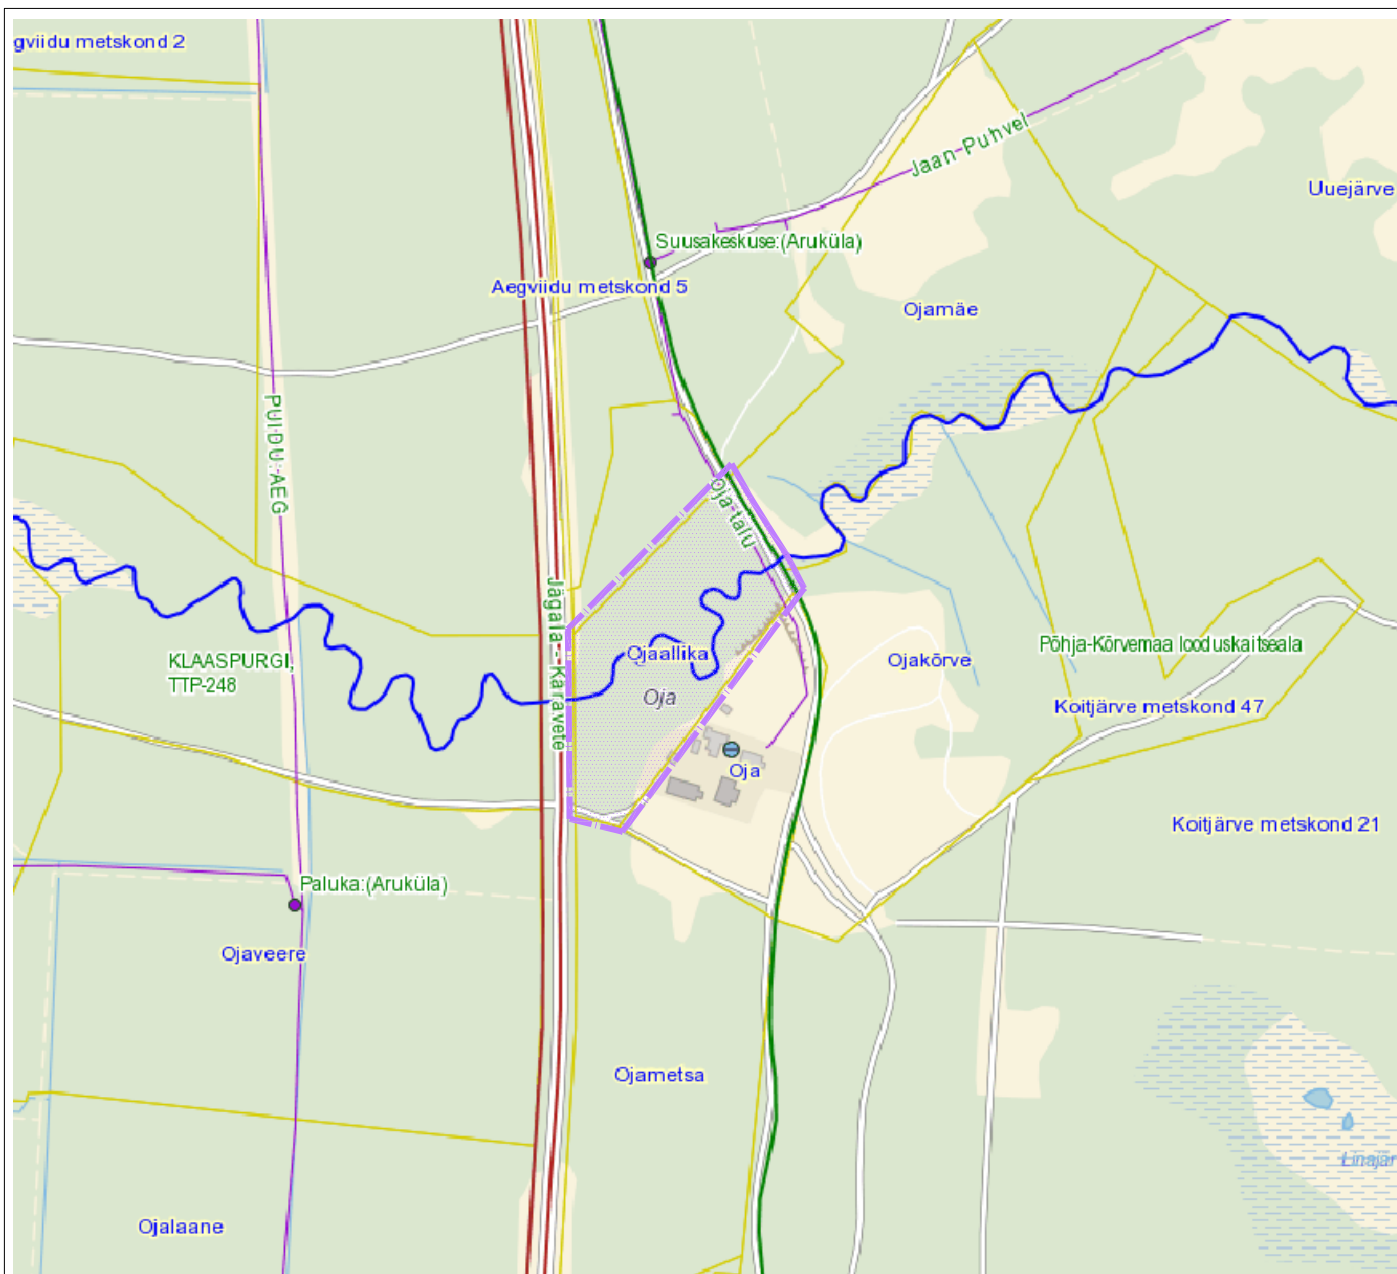 gviidu metskond 2
Jaan-Puhvel
Uuejärve
Suusakeskuse:(Aruküla)
Aegviidu metskond 5
Ojamäe
PUIDU:-AEG
Oja-talu
Jägala - Karavete
KLAASPURGI,
TTP-248
Ojaallika
Oja
Ojakõrve
Põhja-Kõrvemaa looduskaitseala
Koitjärve metskond 47
Oja
Koitjärve metskond 21
Paluka:(Aruküla)
Ojaveere
Ojametsa
Linajär
Ojalaane